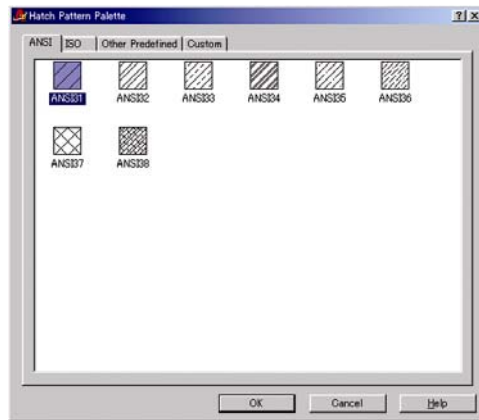 Hatch Pattern Palette
ANSI ISO Other Predefined Custom
ANSI31 ANSI32 ANSI33 ANSI34 ANSI35 ANSI36
ANSI37 ANSI38
OK Cancel Help